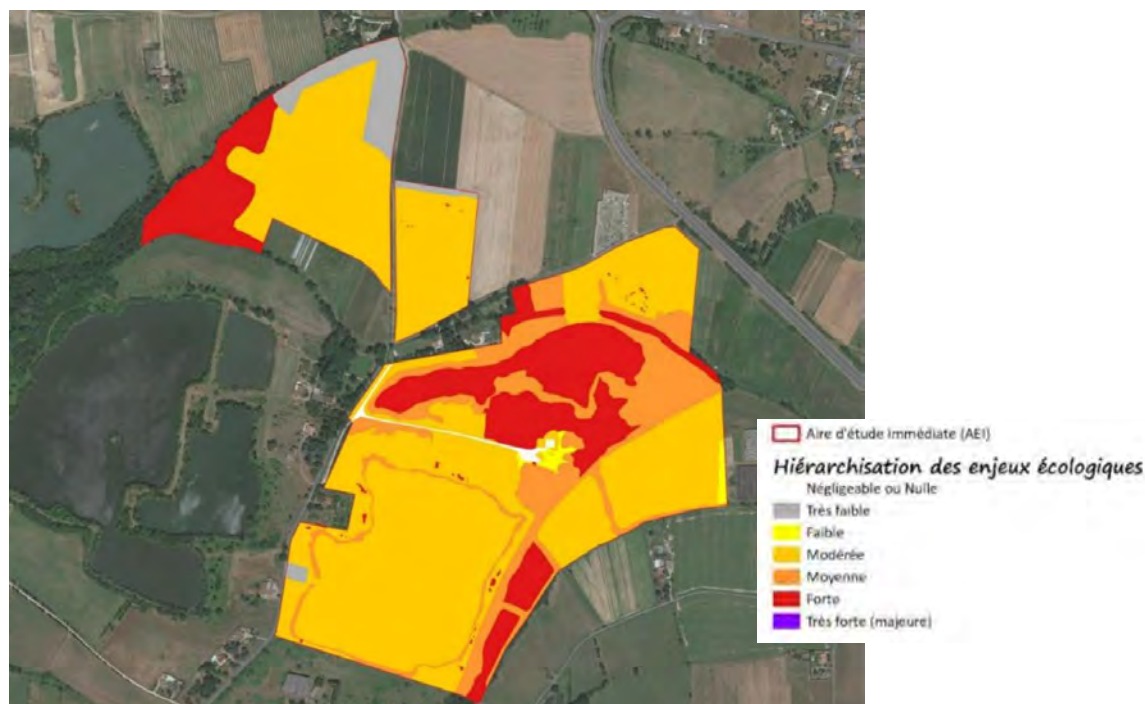 Aire d'étude immédiate (AEI)
Hiérarchisation des enjeux écologiques
Négligeable ou Nulle
Très faible
Faible
Modérée
Moyenne
Forte
Très forte (majeure)